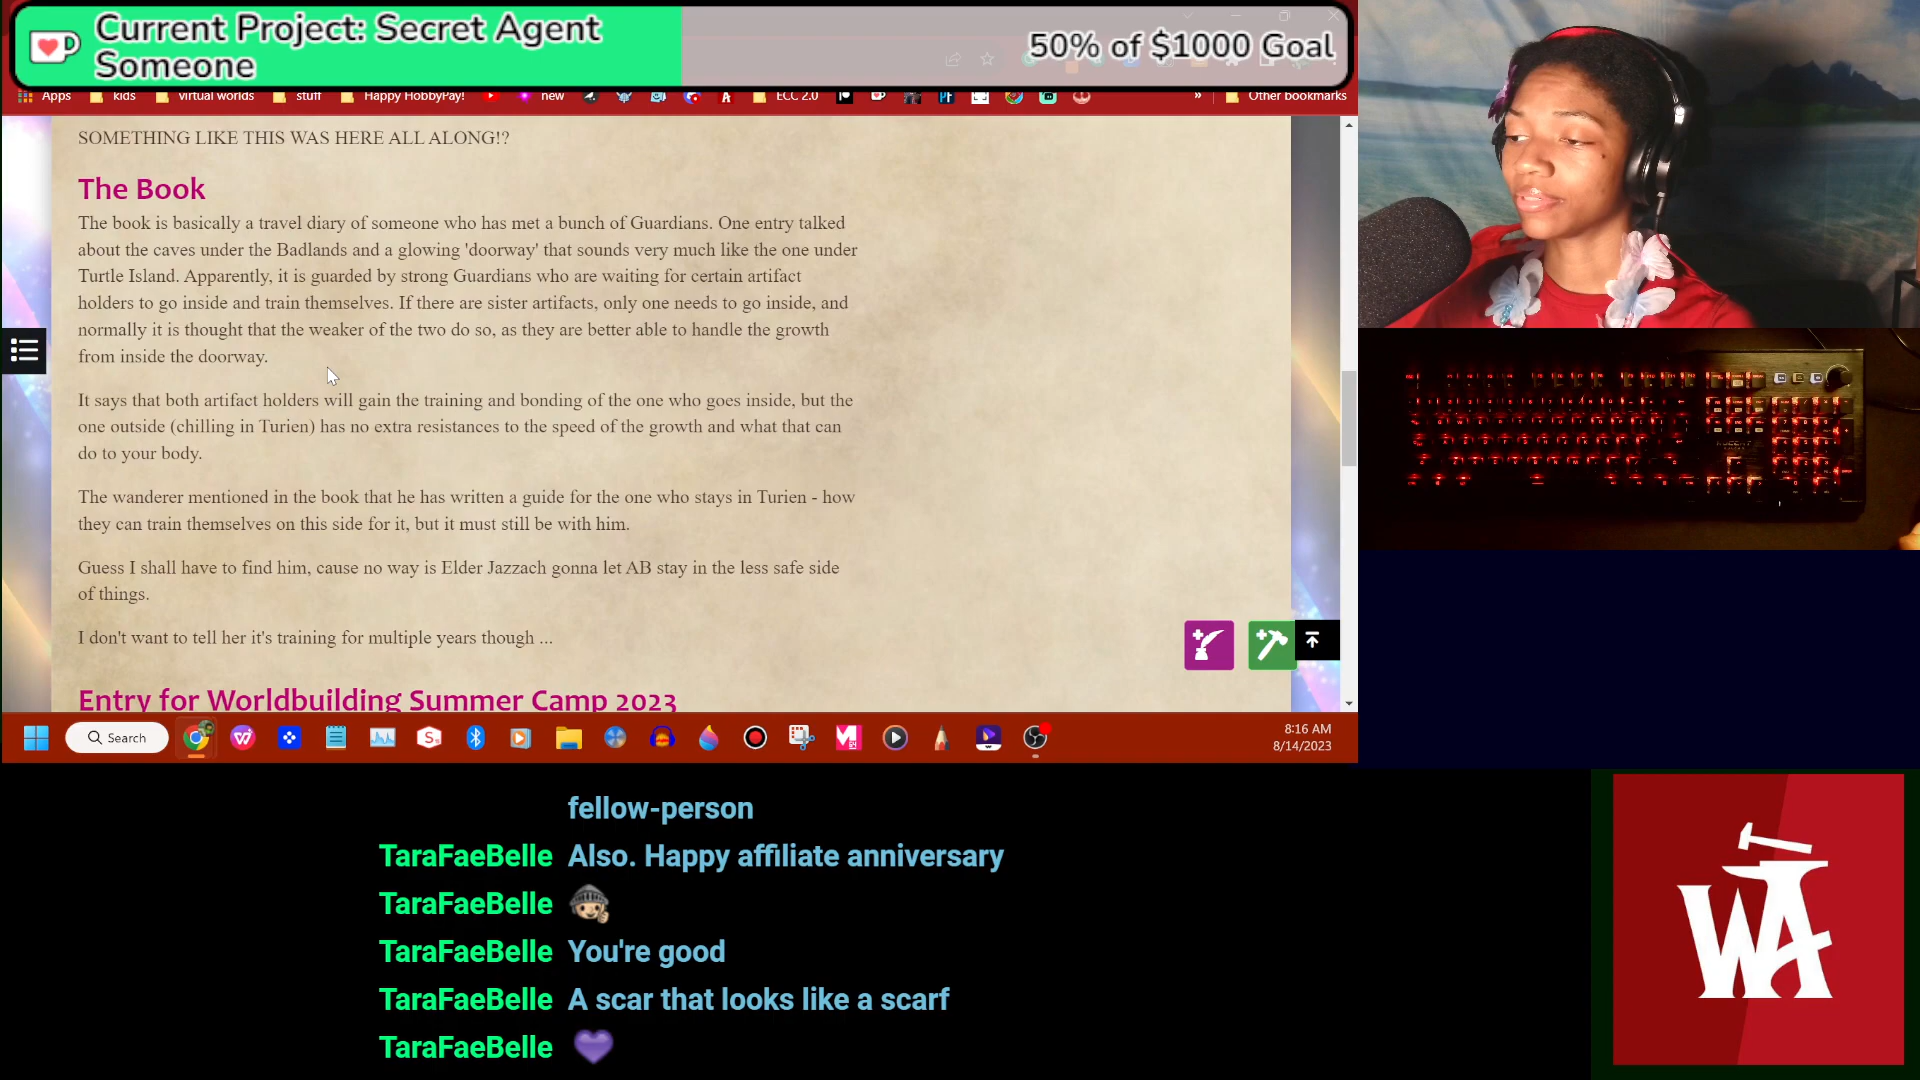 Current Project: Secret Agent
Someone
50% of $1000 Goal
Apps
kids
virtual worlds
stuff
Happy HobbyPay!
new
ECC 2.0
»
Other bookmarks
SOMETHING LIKE THIS WAS HERE ALL ALONG!?
The Book
The book is basically a travel diary of someone who has met a bunch of Guardians. One entry talked
about the caves under the Badlands and a glowing 'doorway' that sounds very much like the one under
Turtle Island. Apparently, it is guarded by strong Guardians who are waiting for certain artifact
holders to go inside and train themselves. If there are sister artifacts, only one needs to go inside, and
normally it is thought that the weaker of the two do so, as they are better able to handle the growth
from inside the doorway.
It says that both artifact holders will gain the training and bonding of the one who goes inside, but the
one outside (chilling in Turien) has no extra resistances to the speed of the growth and what that can
do to your body.
The wanderer mentioned in the book that he has written a guide for the one who stays in Turien - how
they can train themselves on this side for it, but it must still be with him.
Guess I shall have to find him, cause no way is Elder Jazzach gonna let AB stay in the less safe side
of things.
I don't want to tell her it's training for multiple years though ...
Entry for Worldbuilding Summer Camp 2023
Search
8:16 AM
8/14/2023
fellow-person
TaraFaeBelle Also. Happy affiliate anniversary
TaraFaeBelle
TaraFaeBelle You're good
TaraFaeBelle A scar that looks like a scarf
TaraFaeBelle 💜
WA